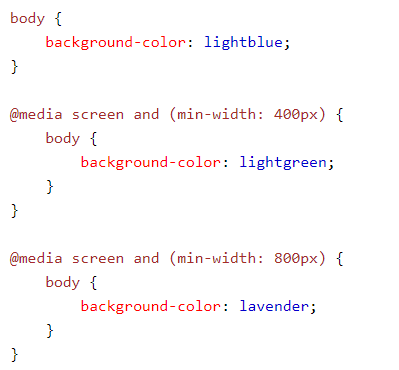 body {
    background-color: lightblue;
}
@media screen and (min-width: 400px) {
    body {
        background-color: lightgreen;
    }
}
@media screen and (min-width: 800px) {
    body {
        background-color: lavender;
    }
}